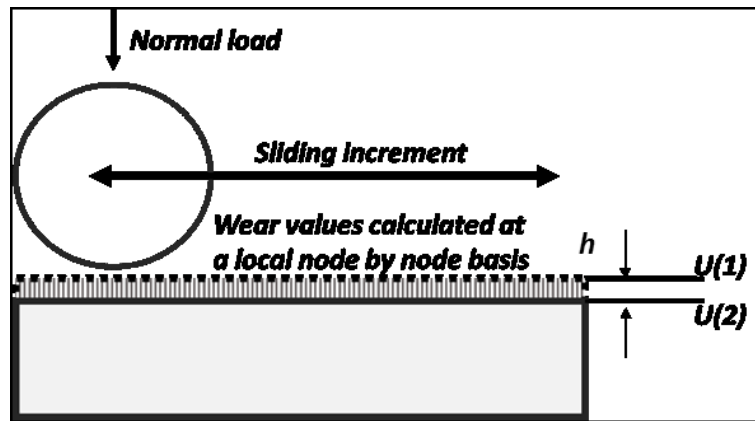 Normal load
Sliding increment
Wear values calculated at
a local node by node basis
h
U(1)
U(2)